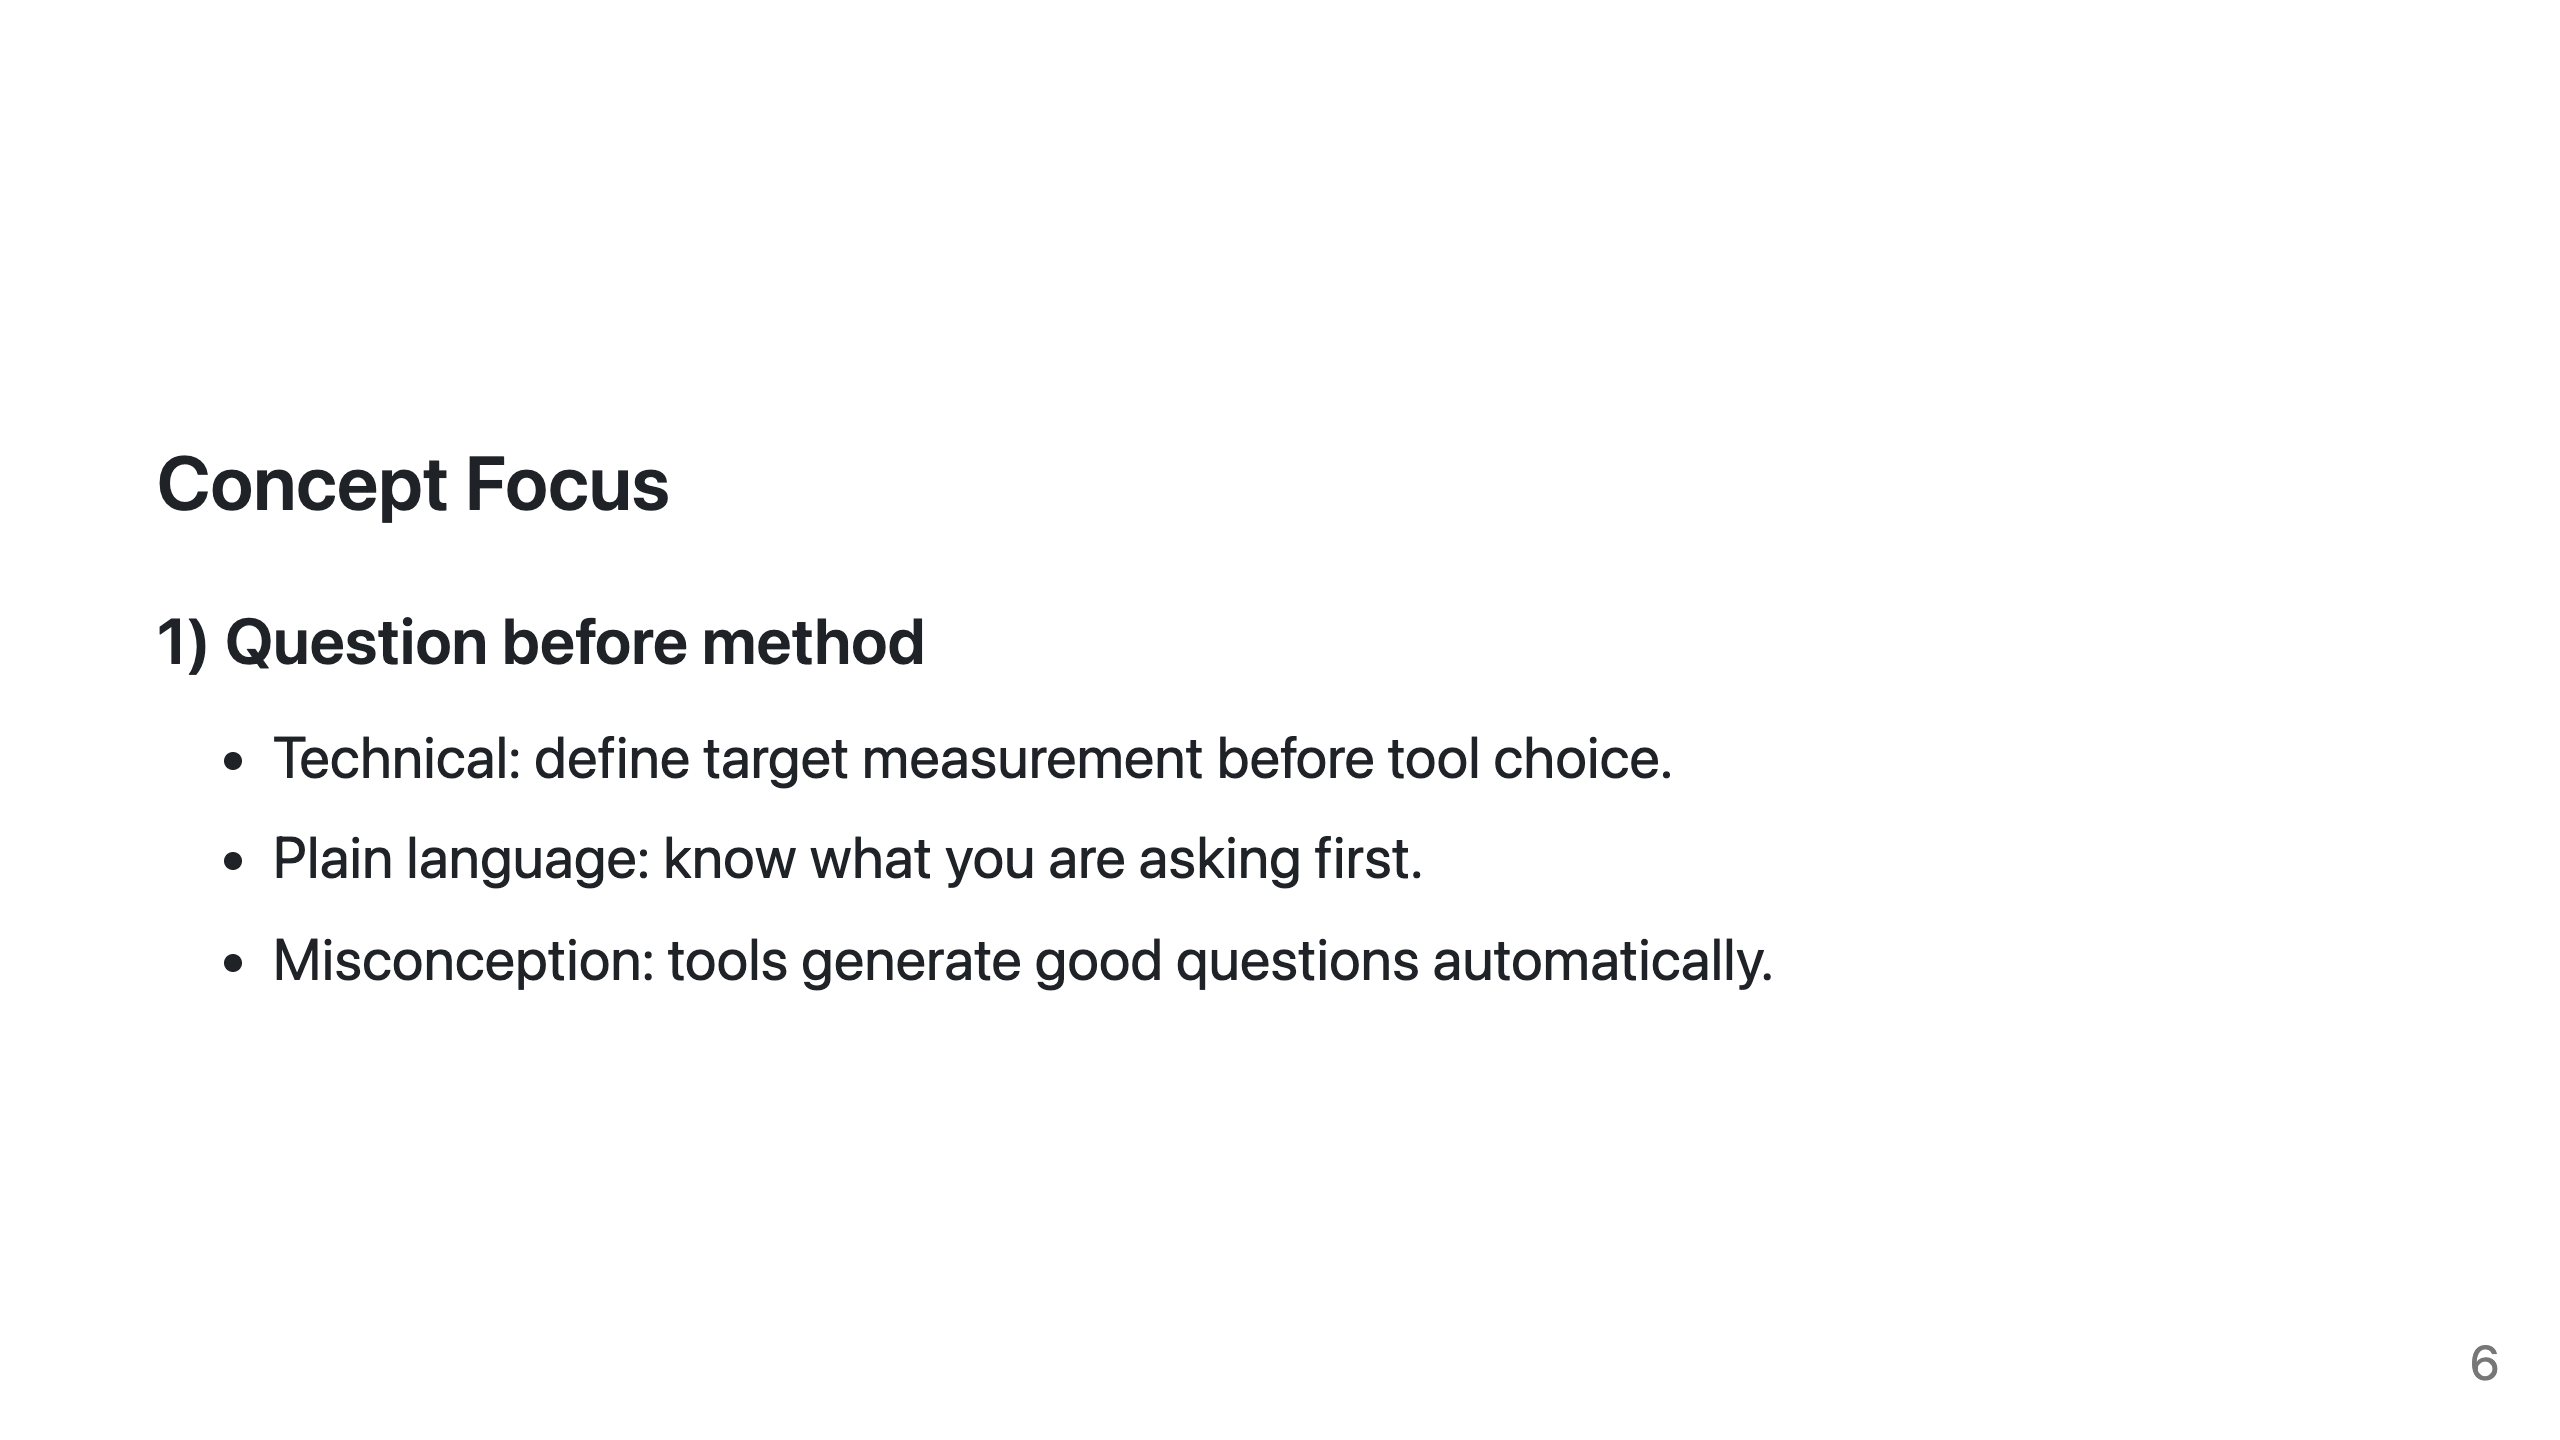 Concept Focus
1) Question before method
• Technical: define target measurement before tool choice.
• Plain language: know what you are asking first.
• Misconception: tools generate good questions automatically.
6